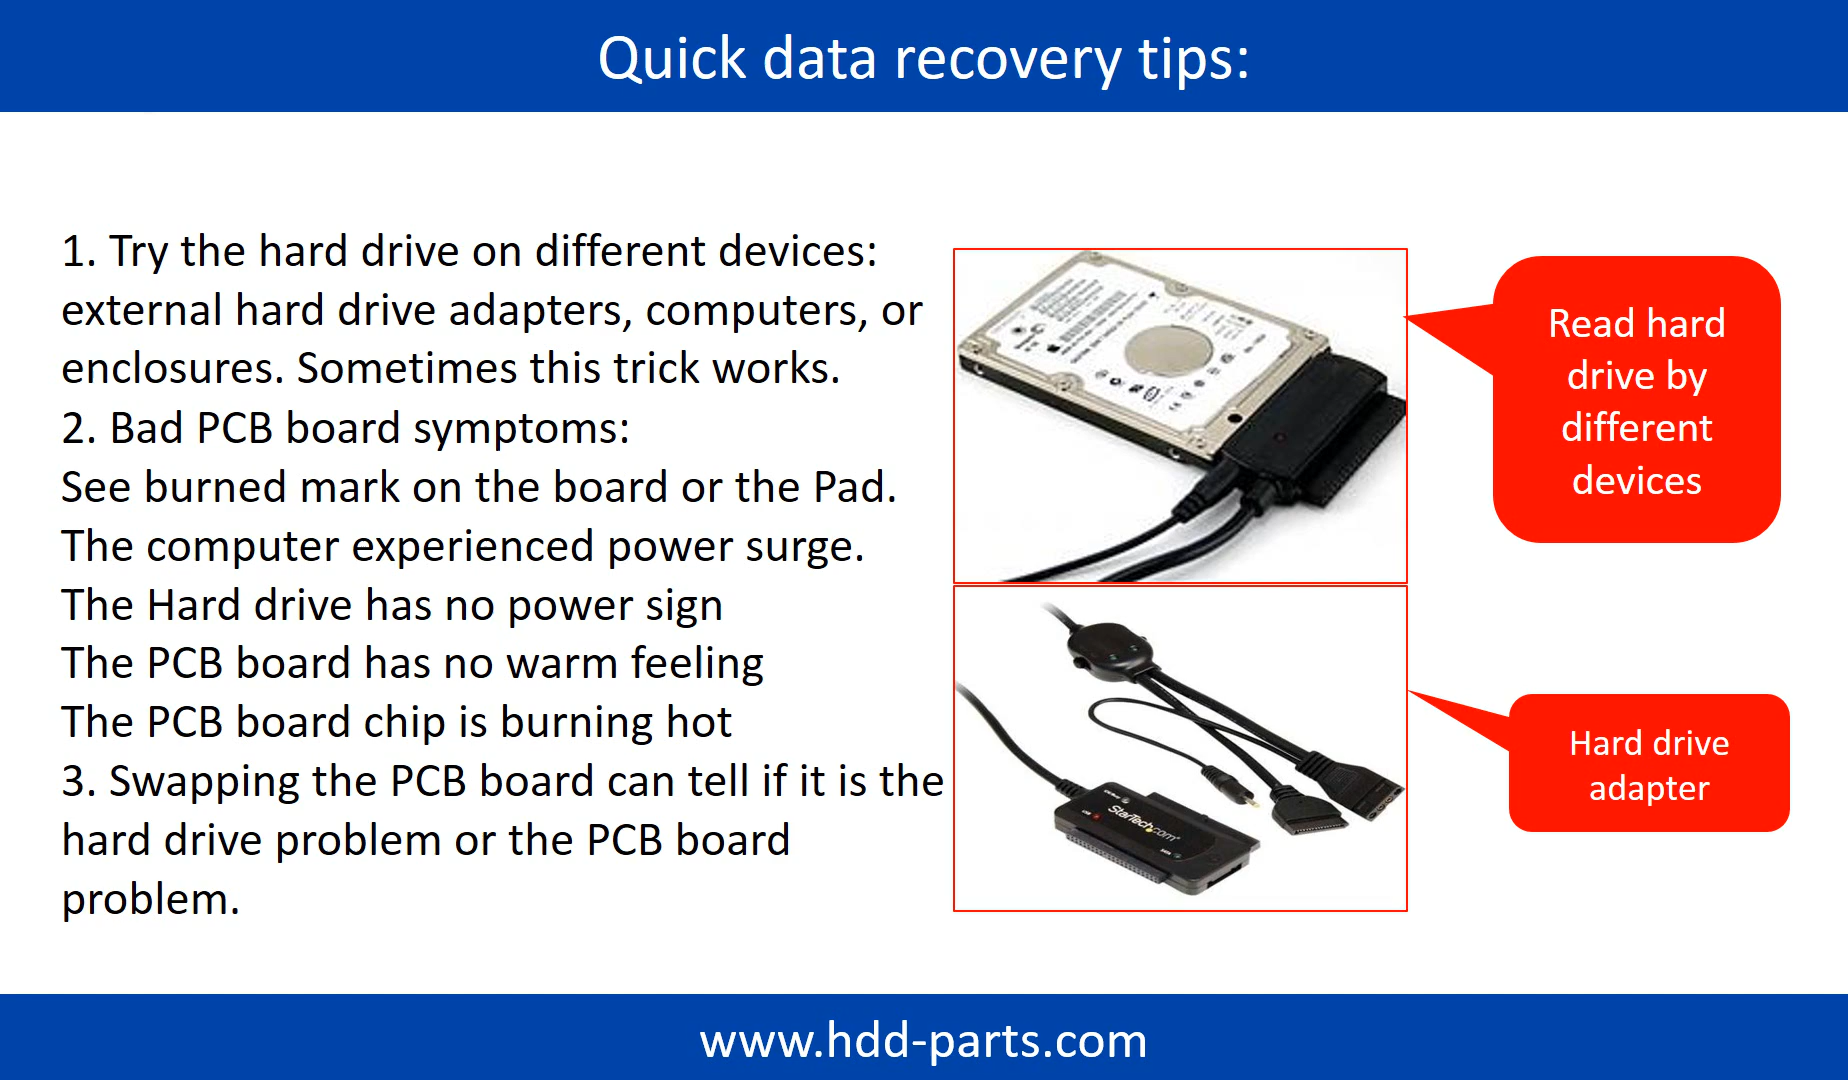 Quick data recovery tips:
1. Try the hard drive on different devices:
external hard drive adapters, computers, or
enclosures. Sometimes this trick works.
2. Bad PCB board symptoms:
See burned mark on the board or the Pad.
The computer experienced power surge.
The Hard drive has no power sign
The PCB board has no warm feeling
The PCB board chip is burning hot
3. Swapping the PCB board can tell if it is the
hard drive problem or the PCB board
problem.
Read hard
drive by
different
devices
StarTech.com
Hard drive
adapter
www.hdd-parts.com